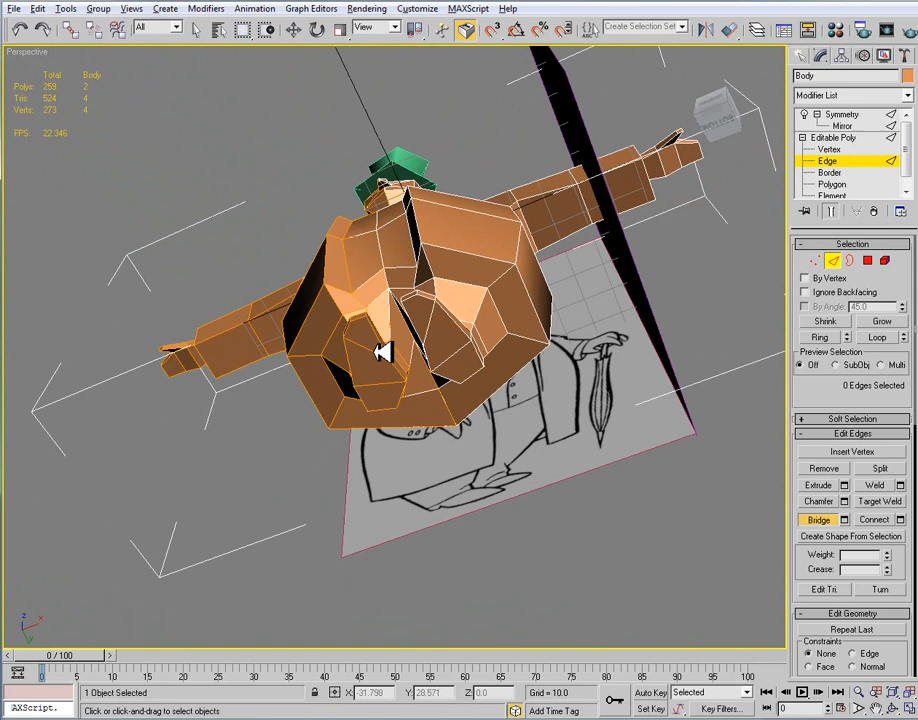 File Edit Tools Group Views Create Modifiers Animation Graph Editors Rendering Customize MAXScript Help
All View 3 % Create Selection Set
Perspective
Total Body
Polys: 259 2
Tris: 524 4
Verts: 273 4
FPS: 22.346
Body
Modifier List
Symmetry
Mirror
Editable Poly
Vertex
Edge
Border
Polygon
Element
Selection
By Vertex
Ignore Backfacing
By Angle: 45.0
Shrink Grow
Ring Loop
Preview Selection
Off SubObj Multi
0 Edges Selected
Soft Selection
Edit Edges
Insert Vertex
Remove Split
Extrude Weld
Chamfer Target Weld
Bridge Connect
Create Shape From Selection
Weight:
Crease:
Edit Tri. Turn
Edit Geometry
Repeat Last
Constraints
None Edge
Face Normal
z x y
< 0 / 100 >
0 5 10 15 20 25 30 35 40 45 50 55 60 65 70 75 80 85 90 95 100
1 Object Selected X: -31.798 Y: 28.571 Z: 0.0 Grid = 10.0 Auto Key Selected
AXScript. Click or click-and-drag to select objects Add Time Tag Set Key Key Filters... 0